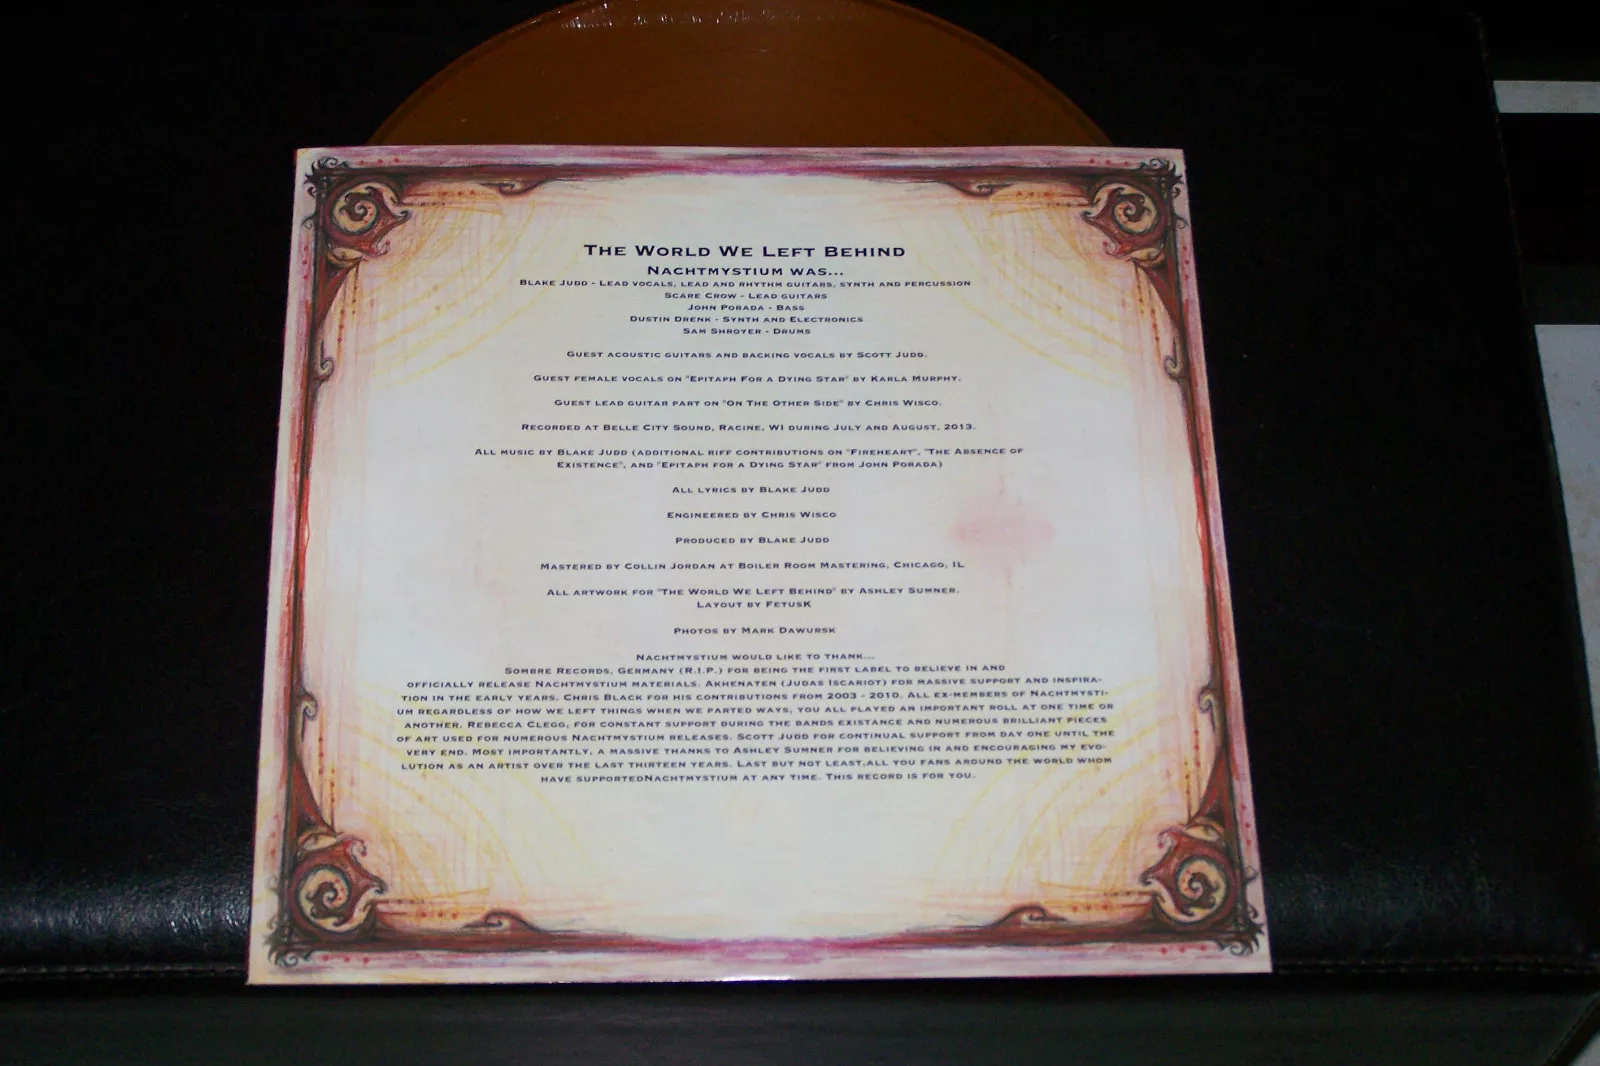 The World We Left Behind
Nachtmystium was...
Blake Judd - Lead vocals, lead and rhythm guitars, synth and percussion
Scare Crow - Lead guitars
John Porada - Bass
Dustin Drenk - Synth and Electronics
Sam Shroyer - Drums
Guest acoustic guitars and backing vocals by Scott Judd.
Guest female vocals on "Epitaph For a Dying Star" by Karla Murphy.
Guest lead guitar part on "On The Other Side" by Chris Wisco.
Recorded at Belle City Sound, Racine, WI during July and August, 2013.
All music by Blake Judd (additional riff contributions on "Fireheart", "The Absence of
Existence", and "Epitaph for a Dying Star" from John Porada)
All lyrics by Blake Judd
Engineered by Chris Wisco
Produced by Blake Judd
Mastered by Collin Jordan at Boiler Room Mastering, Chicago, IL
All artwork for "The World We Left Behind" by Ashley Sumner.
Layout by FetusK
Photos by Mark Dawursk
Nachtmystium would like to thank...
Sombre Records, Germany (R.I.P.) for being the first label to believe in and
officially release Nachtmystium materials. Akhenaten (Judas Iscariot) for massive support and inspira-
tion in the early years, Chris Black for his contributions from 2003 - 2010. All ex-members of Nachtmysti-
um regardless of how we left things when we parted ways, you all played an important roll at one time or
another. Rebecca Clegg, for constant support during the bands existance and numerous brilliant pieces
of art used for numerous Nachtmystium releases. Scott Judd for continual support from day one until the
very end. Most importantly, a massive thanks to Ashley Sumner for believing in and encouraging my evo-
lution as an artist over the last thirteen years. Last but not least,all you fans around the world whom
have supportedNachtmystium at any time. This record is for you.